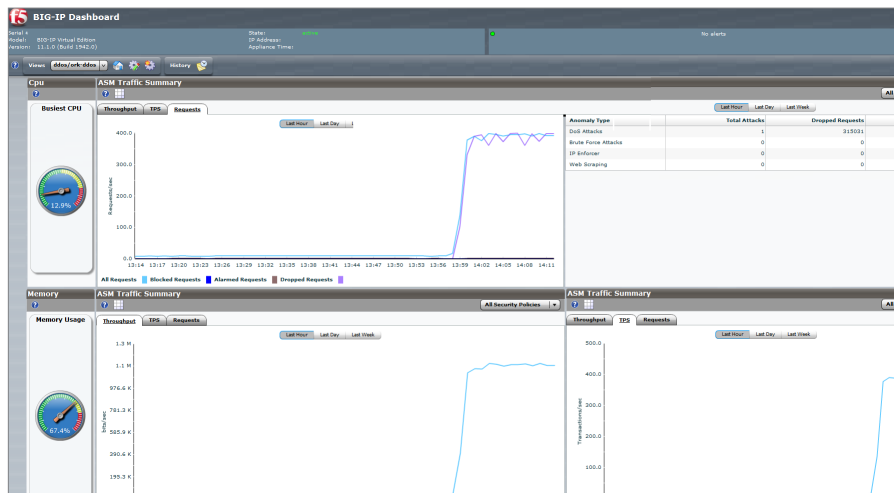 f5 BIG-IP Dashboard
Serial #
Model: BIG-IP Virtual Edition
Version: 11.1.0 (Build 1942.0)
State: active
IP Address:
Appliance Time:
No alerts
Views ddos/ork-ddos History
Cpu
Busiest CPU
12.9%
ASM Traffic Summary
All
Throughput TPS Requests
Last Hour Last Day
400.0
300.0
200.0
100.0
0.0
Requests/sec
13:14 13:17 13:20 13:23 13:26 13:29 13:32 13:35 13:38 13:41 13:44 13:47 13:50 13:53 13:56 13:59 14:02 14:05 14:08 14:11
All Requests Blocked Requests Alarmed Requests Dropped Requests
Last Hour Last Day Last Week
Anomaly Type Total Attacks Dropped Requests
DoS Attacks 1 315031
Brute Force Attacks 0 0
IP Enforcer 0 0
Web Scraping 0 0
Memory
Memory Usage
67.4%
ASM Traffic Summary
All Security Policies
Throughput TPS Requests
Last Hour Last Day Last Week
1.3 M
1.1 M
976.6 K
781.3 K
585.9 K
390.6 K
195.3 K
bits/sec
ASM Traffic Summary
All
Throughput TPS Requests
Last Hour Last Day Last Week
500.0
400.0
300.0
200.0
100.0
Transactions/sec